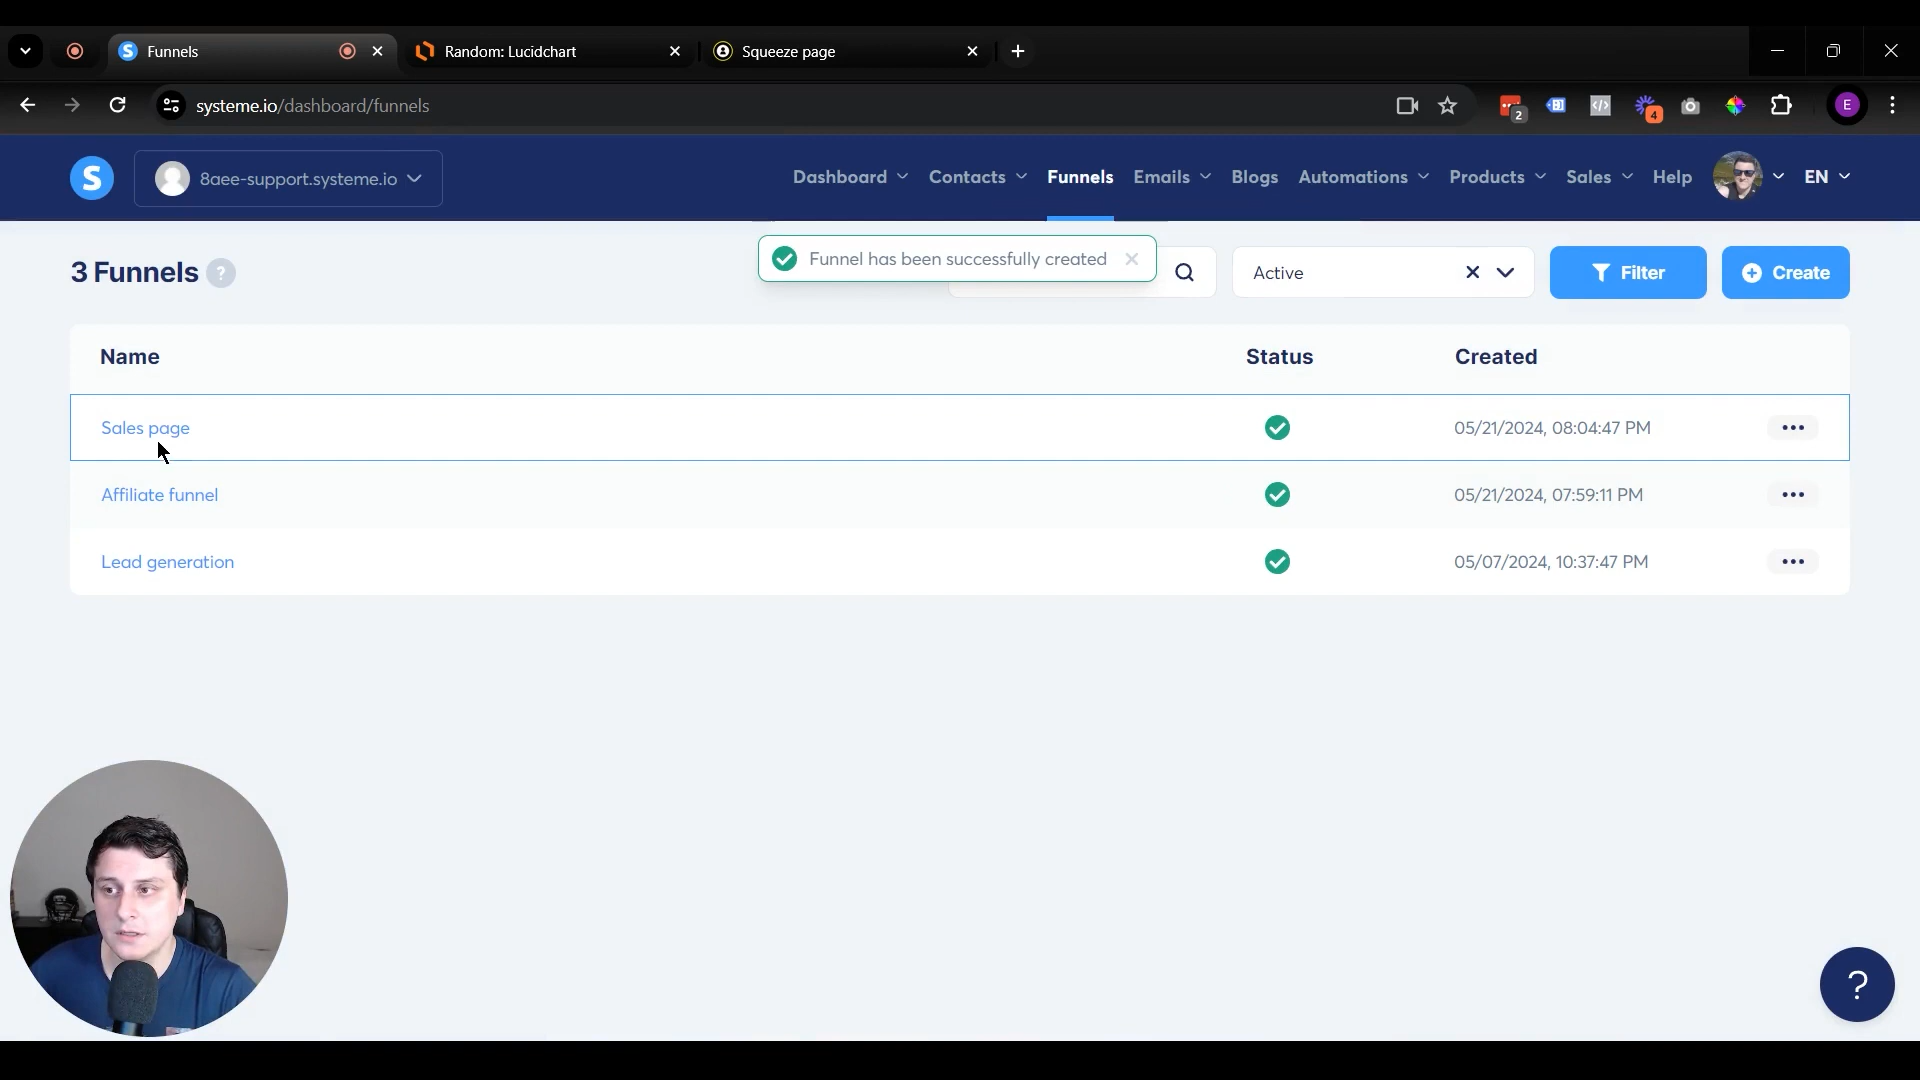 Funnels
Random: Lucidchart
Squeeze page
systeme.io/dashboard/funnels
2
4
E
S
8aee-support.systeme.io
Dashboard
Contacts
Funnels
Emails
Blogs
Automations
Products
Sales
Help
EN
3 Funnels ?
Funnel has been successfully created
Active
Filter
Create
Name
Status
Created
Sales page
05/21/2024, 08:04:47 PM
Affiliate funnel
05/21/2024, 07:59:11 PM
Lead generation
05/07/2024, 10:37:47 PM
?